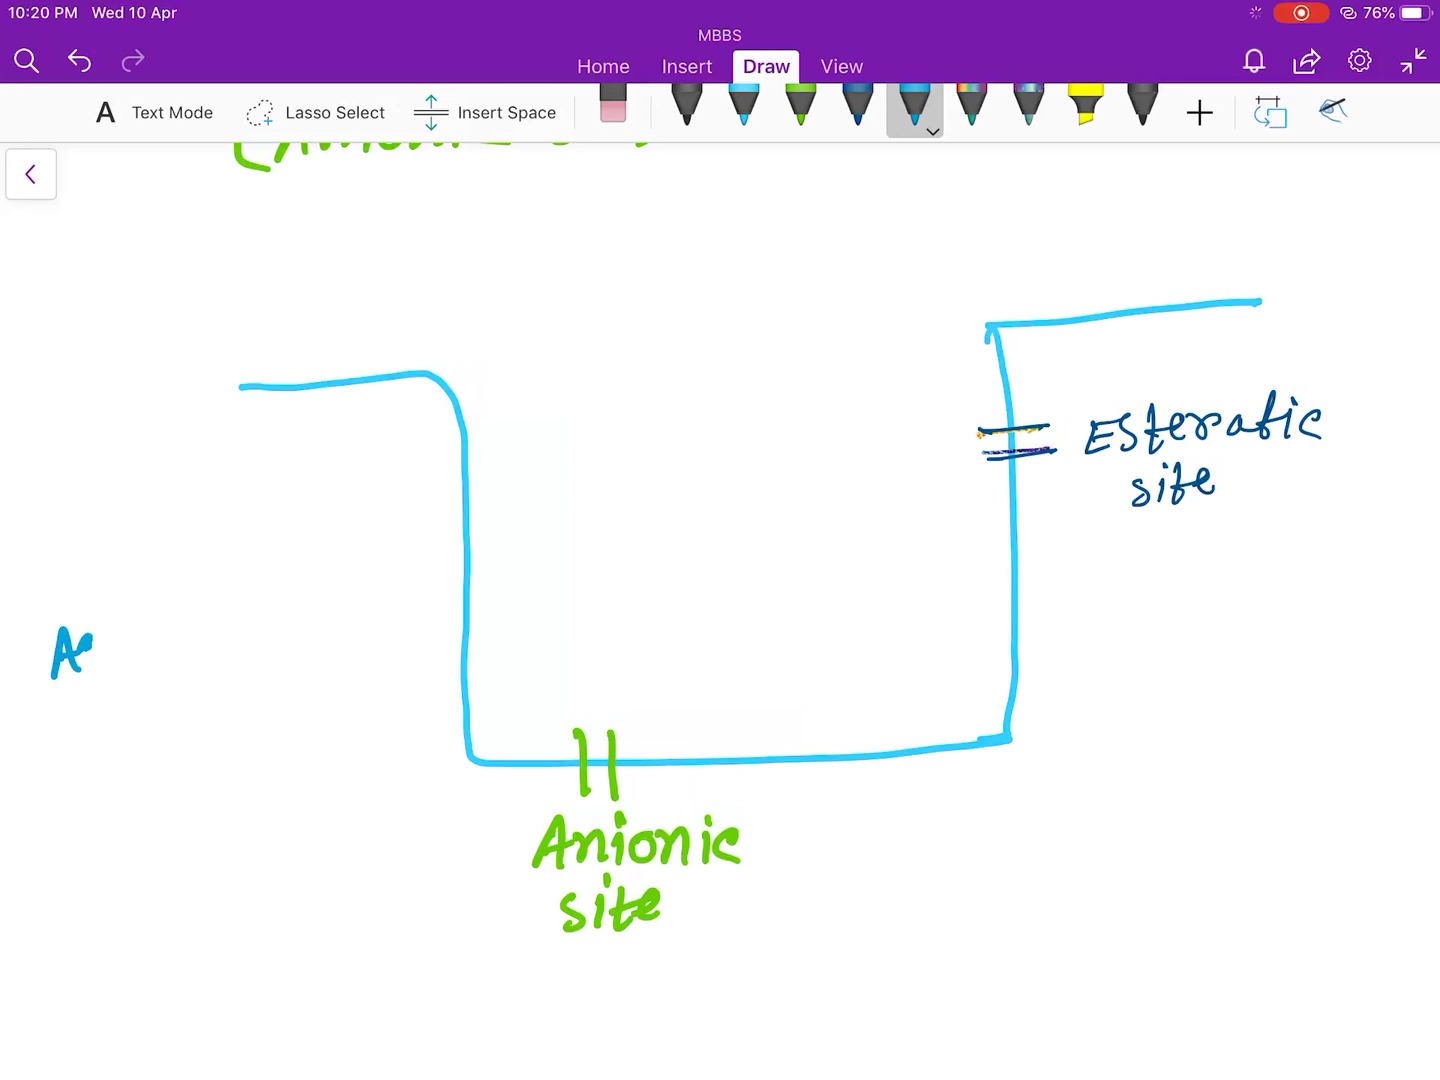 10:20 PM Wed 10 Apr
76%
MBBS
Home Insert Draw View
A Text Mode Lasso Select Insert Space
Esteratic
site
Ac
Anionic
site